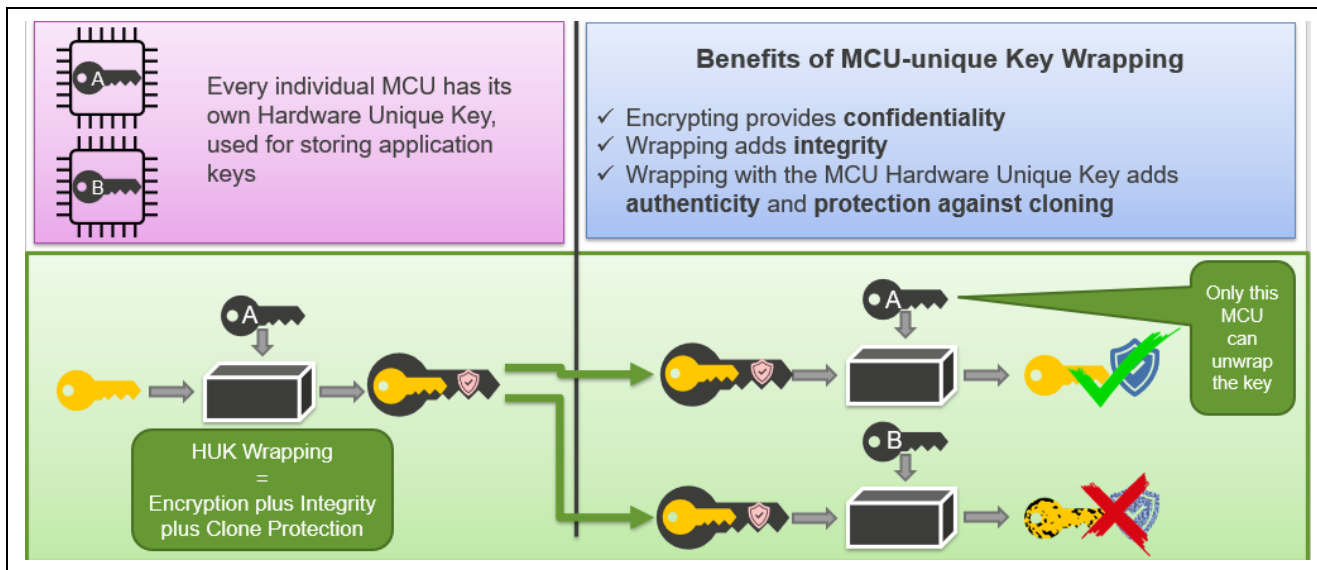 A
B
Every individual MCU has its
own Hardware Unique Key,
used for storing application
keys
Benefits of MCU-unique Key Wrapping
✓ Encrypting provides confidentiality
✓ Wrapping adds integrity
✓ Wrapping with the MCU Hardware Unique Key adds
authenticity and protection against cloning
A
HUK Wrapping
=
Encryption plus Integrity
plus Clone Protection
A
Only this
MCU
can
unwrap
the key
B